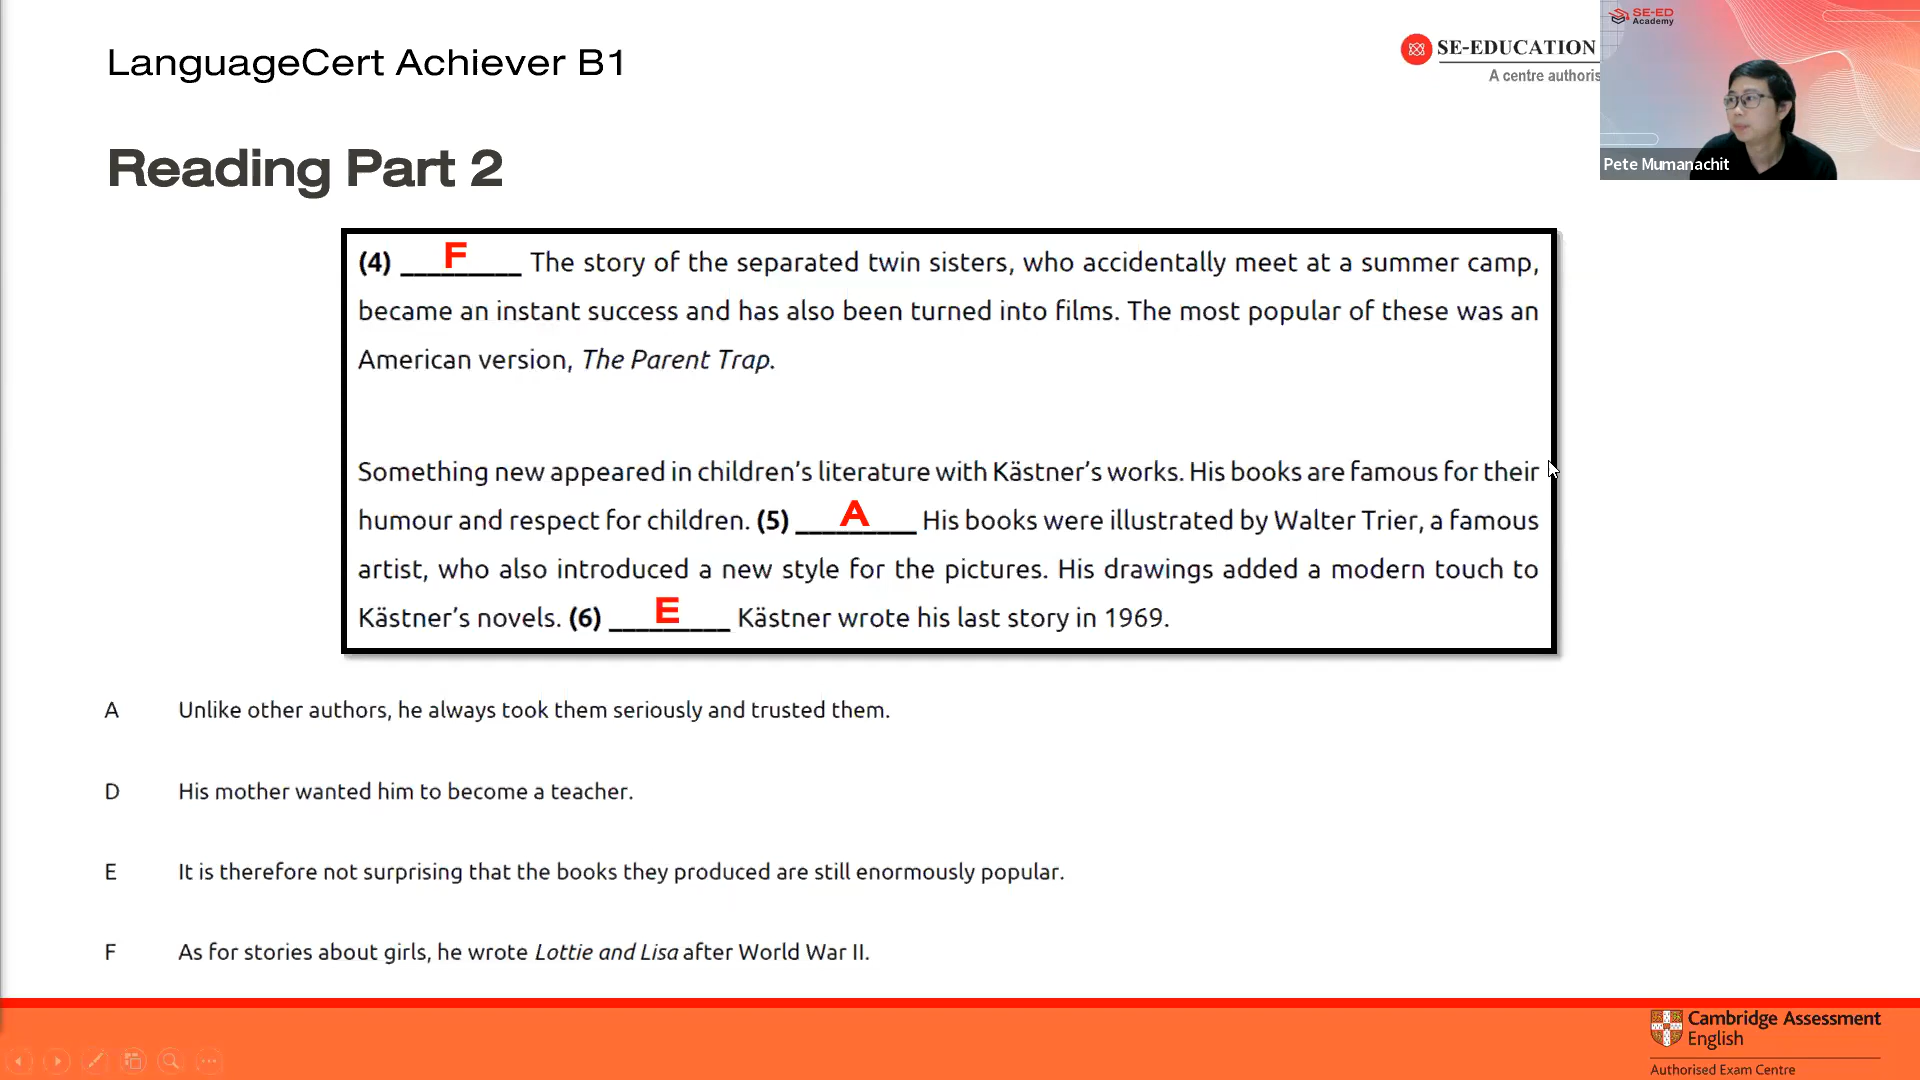 LanguageCert Achiever B1
SE-EDUCATION
A centre authoris
SE-ED
Academy
Pete Mumanachit
Reading Part 2
(4) F The story of the separated twin sisters, who accidentally meet at a summer camp,
became an instant success and has also been turned into films. The most popular of these was an
American version, The Parent Trap.
Something new appeared in children’s literature with Kästner’s works. His books are famous for their
humour and respect for children. (5) A His books were illustrated by Walter Trier, a famous
artist, who also introduced a new style for the pictures. His drawings added a modern touch to
Kästner’s novels. (6) E Kästner wrote his last story in 1969.
A Unlike other authors, he always took them seriously and trusted them.
D His mother wanted him to become a teacher.
E It is therefore not surprising that the books they produced are still enormously popular.
F As for stories about girls, he wrote Lottie and Lisa after World War II.
Cambridge Assessment
English
Authorised Exam Centre